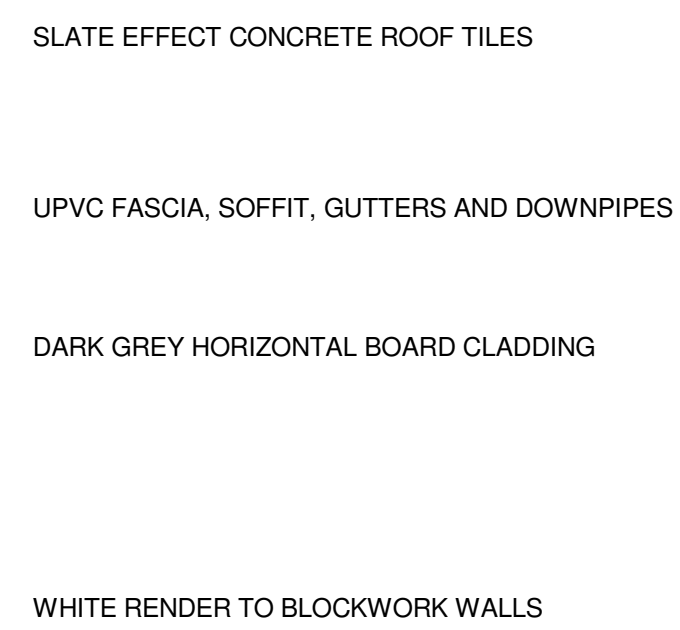 SLATE EFFECT CONCRETE ROOF TILES
UPVC FASCIA, SOFFIT, GUTTERS AND DOWNPIPES
DARK GREY HORIZONTAL BOARD CLADDING
WHITE RENDER TO BLOCKWORK WALLS